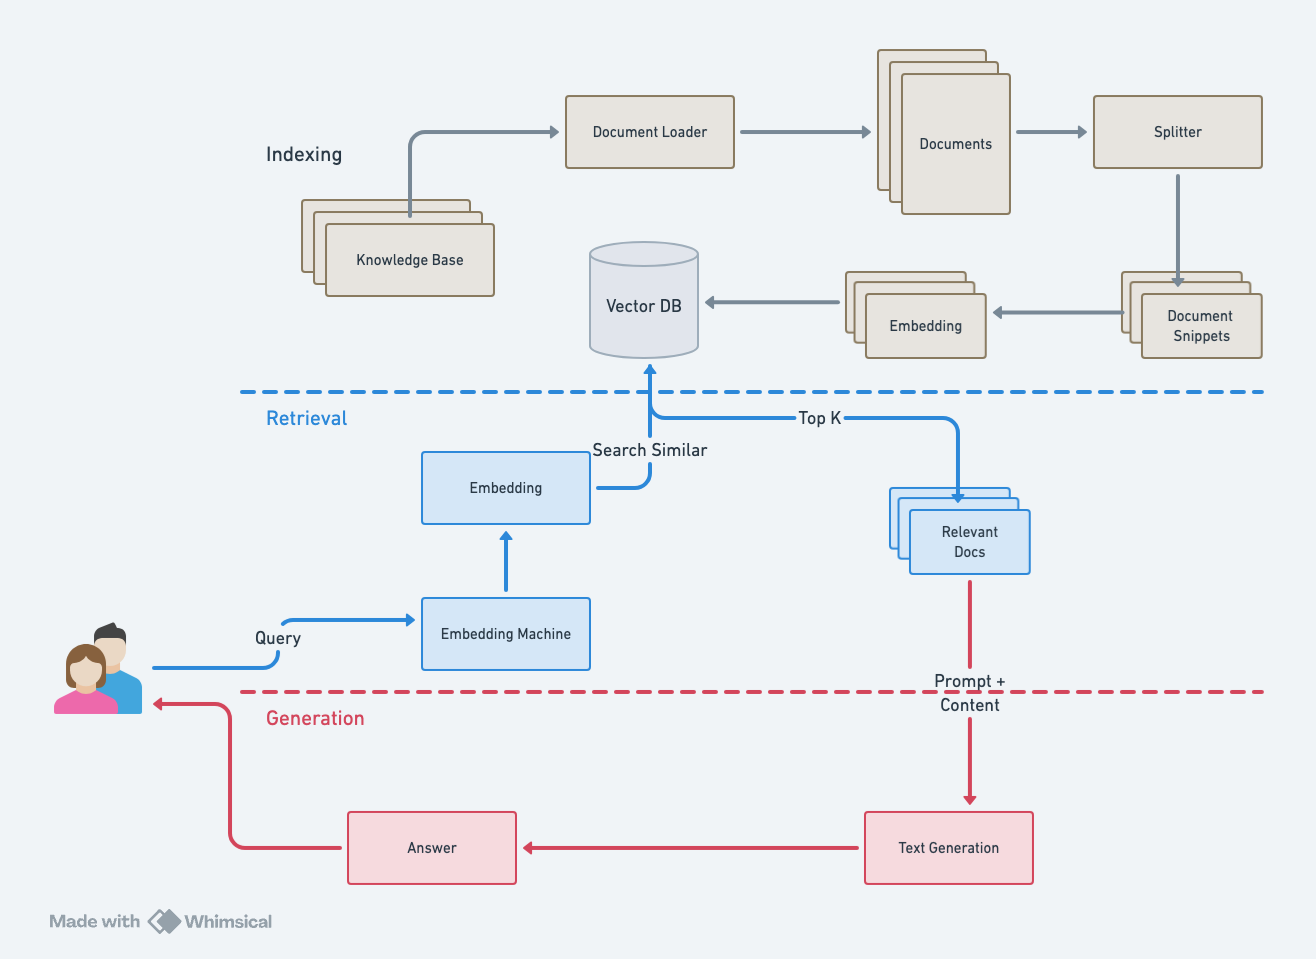 Indexing
Knowledge Base
Document Loader
Documents
Splitter
Document
Snippets
Embedding
Vector DB
Retrieval
Query
Embedding Machine
Embedding
Search Similar
Top K
Relevant
Docs
Prompt +
Content
Generation
Text Generation
Answer
Made with Whimsical